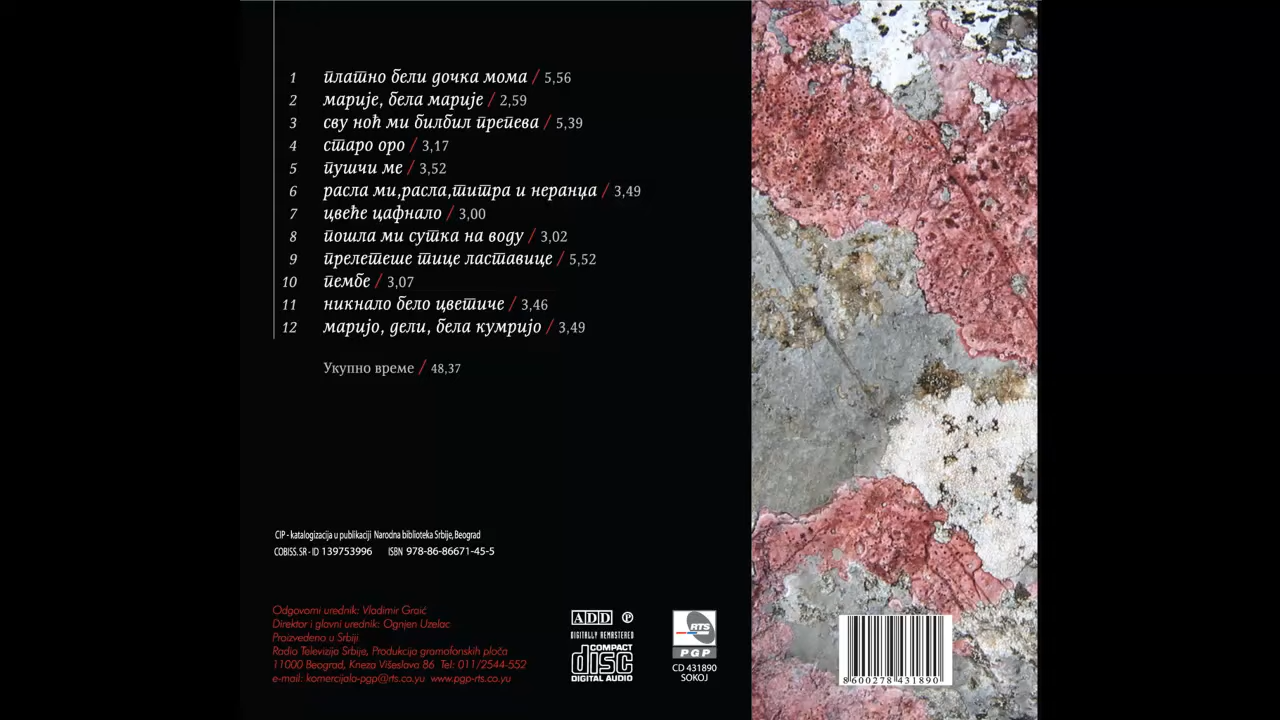 1 платно бели дочка мома / 5,56
2 марије, бела марије / 2,59
3 сву ноћ ми билбил препева / 5,39
4 старо оро / 3,17
5 пушчи ме / 3,52
6 расла ми,расла,титра и неранџа / 3,49
7 цвеће цафнало / 3,00
8 пошла ми сутка на воду / 3,02
9 прелетеше тице ластавице / 5,52
10 пембе / 3,07
11 никнало бело цветиче / 3,46
12 маријо, дели, бела кумријо / 3,49
Укупно време / 48,37
CIP - katalogizacija u publikaciji Narodna biblioteka Srbije, Beograd
COBISS. SR - ID 139753996 ISBN 978-86-86671-45-5
Odgovorni urednik: Vladimir Graić
Direktor i glavni urednik: Ognjen Uzelac
Proizvedeno u Srbiji
Radio Televizija Srbije, Produkcija gramofonskih ploča
11000 Beograd, Kneza Višeslava 86 Tel: 011/2544-552
e-mail: komercijala-pgp@rts.co.yu www.pgp-rts.co.yu
ADD P
DIGITALLY REMASTERED
COMPACT
disc
DIGITAL AUDIO
RTS
PGP
CD 431890
SOKOJ
8600278431890